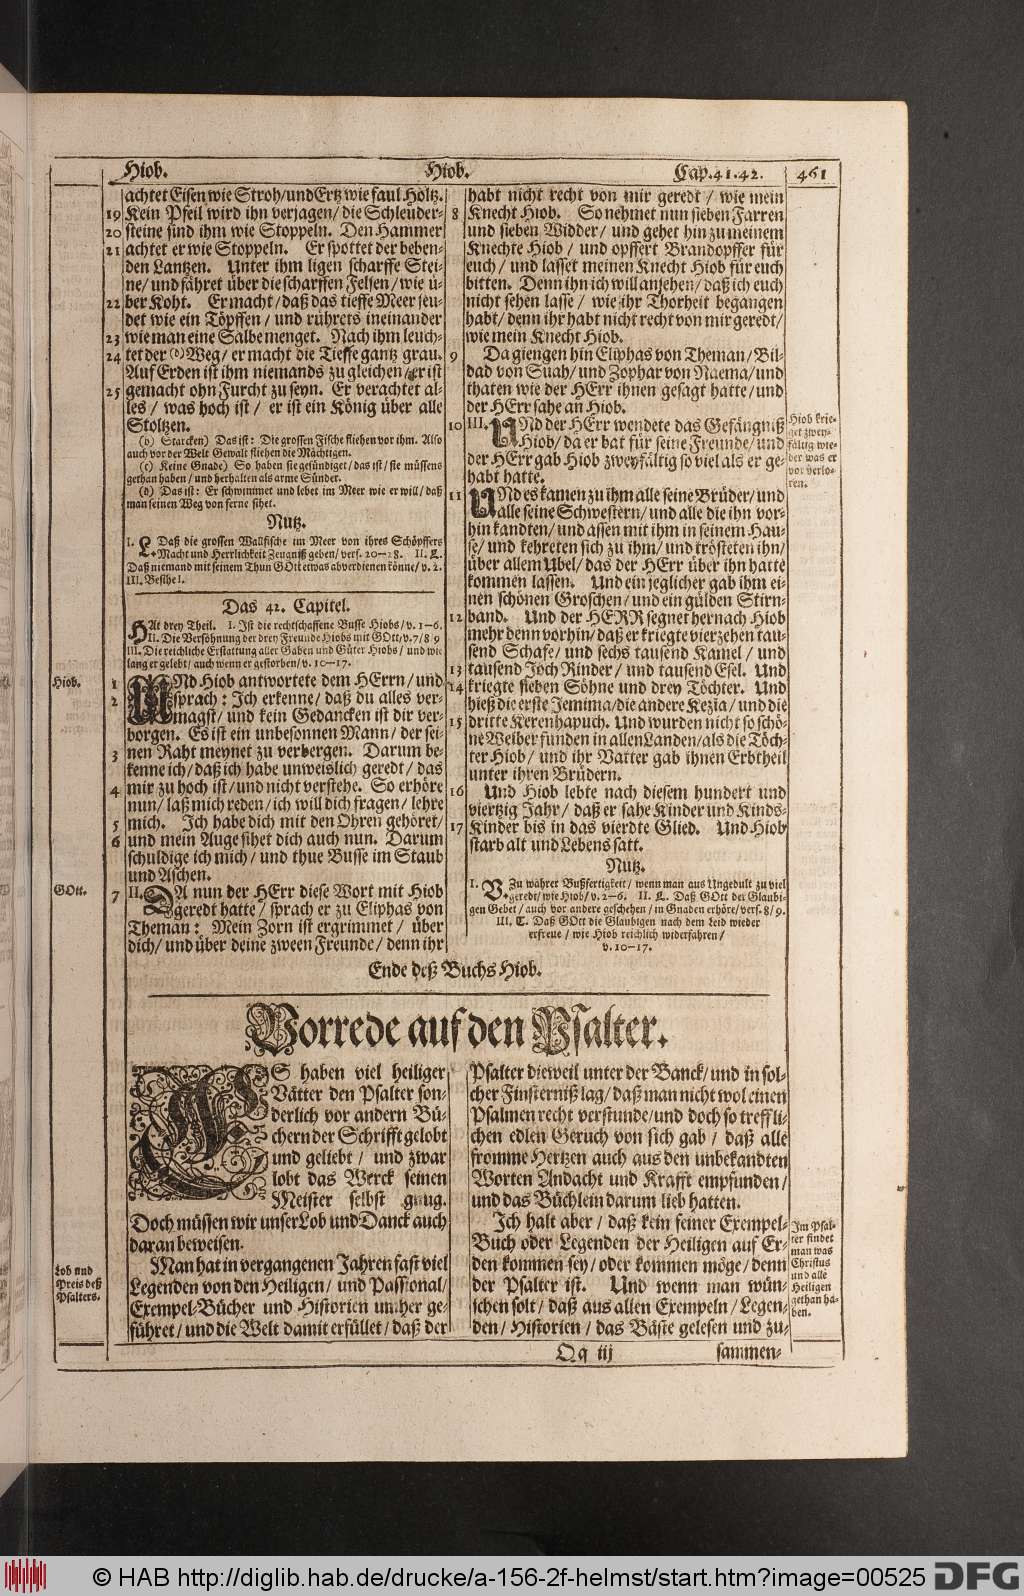 Hiob. Hiob. Cap. 41. 42. 461
achtet Eisen wie Stroh/ und Ertz wie faul Holtz.
19 Kein Pfeil wird ihn verjagen/ die Schleuder-
20 steine sind ihm wie Stoppeln. Den Hammer
21 achtet er wie Stoppeln. Er spottet der beben-
den Lantzen. Unter ihm ligen scharffe Stei-
ne/ und fähret über die scharffen Felsen/ wie ü-
22 ber Koht. Er macht/ daß das tieffe Meer seu-
det wie ein Töpffen/ und rührets ineinander
23 wie man eine Salbe menget. Nach ihm leuch-
24 tet der (d) Weg/ er macht die Tieffe gantz grau.
Auf Erden ist ihm niemands zu gleichen/ er ist
25 gemacht ohn Furcht zu seyn. Er verachtet al-
les/ was hoch ist/ er ist ein König über alle
Stoltzen.
(b) Starcken) Das ist: Die grossen Fische fliehen vor ihm. Also
auch vor der Welt Gewalt fliehen die Mächtigen.
(c) Keine Gnade) So haben sie gesündiget/ das ist/ sie müssens
gethan haben/ und herhalten als arme Sünder.
(d) Das ist: Er schwimmet und lebet im Meer wie er will/ daß
man seinen Weg von ferne sihet.
Nutz.
I. L. Daß die grossen Wallfische im Meer von ihres Schöpffers
Macht und Herrlichkeit Zeugniß geben/ vers. 20-28. II. L.
Daß niemand mit seinem Thun GOtt etwas abverdienen könne/ v. 2.
III. Besihe I.
Das 42. Capitel.
HAt drey Theil. I. Ist die rechtschaffene Busse Hiobs/ v. 1-6.
II. Die Versöhnung der drey Freunde Hiobs mit GOtt/ v. 7/ 8 9
III. Die reichliche Erstattung aller Gaben und Güter Hiobs/ und wie
lang er gelebt/ auch wenn er gestorben/ v. 10-17.
Hiob.
1 UNd Hiob antwortete dem HErrn/ und
2 sprach: Ich erkenne/ daß du alles ver-
magst/ und kein Gedancken ist dir ver-
borgen. Es ist ein unbesonnen Mann/ der sei-
3 nen Raht meynet zu verbergen. Darum be-
kenne ich/ daß ich habe unweislich geredt/ das
4 mir zu hoch ist/ und nicht verstehe. So erhöre
nun/ laß mich reden/ ich will dich fragen/ lehre
5 mich. Ich habe dich mit den Ohren gehöret/
6 und mein Auge sihet dich auch nun. Darum
schuldige ich mich/ und thue Busse im Staub
und Aschen.
GOtt.
7 II. DA nun der HErr diese Wort mit Hiob
geredt hatte/ sprach er zu Eliphas von
Theman: Mein Zorn ist ergrimmet/ über
dich/ und über deine zween Freunde/ denn ihr
habt nicht recht von mir geredt/ wie mein
8 Knecht Hiob. So nehmet nun sieben Farren
und sieben Widder/ und gehet hin zu meinem
Knechte Hiob/ und opffert Brandopffer für
euch/ und lasset meinen Knecht Hiob für euch
bitten. Denn ihn ich will ansehen/ daß ich euch
nicht sehen lasse/ wie ihr Thorheit begangen
habt/ denn ihr habt nicht recht von mir geredt/
wie mein Knecht Hiob.
9 Da giengen hin Eliphas von Theman/ Bil-
dad von Suah/ und Zophar von Naema/ und
thaten wie der HErr ihnen gesagt hatte/ und
der HErr sahe an Hiob.
10 III. UNd der HErr wendete das Gefängniß
Hiob/ da er bat für seine Freunde/ und
der HErr gab Hiob zweyfältig so viel als er ge-
habt hatte.
Hiob krie-
get zwey-
fältig wie-
der was er
vor verlo-
ren.
11 UNd es kamen zu ihm alle seine Brüder/ und
alle seine Schwestern/ und alle die ihn vor-
hin kandten/ und assen mit ihm in seinem Hau-
se/ und kehreten sich zu ihm/ und trösteten ihn/
über allem Ubel/ das der HErr über ihn hatte
kommen lassen. Und ein jeglicher gab ihm ei-
nen schönen Groschen/ und ein gülden Stirn-
12 band. Und der HERR segnet hernach Hiob
mehr denn vorhin/ daß er kriegte vierzehen tau-
send Schafe/ und sechs tausend Kamel/ und
13 tausend Joch Rinder/ und tausend Esel. Und
14 kriegte sieben Söhne und drey Töchter. Und
hieß die erste Jemima/ die andere Kezia/ und die
15 dritte Kerenhapuch. Und wurden nicht so schö-
ne Weiber funden in allen Landen/ als die Töch-
ter Hiob/ und ihr Vatter gab ihnen Erbtheil
unter ihren Brüdern.
16 Und Hiob lebte nach diesem hundert und
viertzig Jahr/ daß er sahe Kinder und Kinds-
17 Kinder bis in das vierdte Glied. Und Hiob
starb alt und Lebens satt.
Nutz.
I. V. Zu wahrer Bußfertigkeit/ wenn man aus Ungedult zu viel
geredt/ wie Hiob/ v. 2-6. II. L. Daß GOtt der Glaubi-
gen Gebet/ auch vor andere geschehen/ in Gnaden erhöre/ vers. 8/ 9.
III. T. Daß GOtt die Glaubigen nach dem Leid wieder
erfreue/ wie Hiob reichlich widerfahren/
v. 10-17.
Ende deß Buchs Hiob.
Vorrede auf den Psalter.
ES haben viel heiliger
Vätter den Psalter son-
derlich vor andern Bü-
chern der Schrifft gelobt
und geliebt/ und zwar
lobt das Werck seinen
Meister selbst gnug.
Doch müssen wir unser Lob und Danck auch
daran beweisen.
Lob und
Preis deß
Psalters.
Man hat in vergangenen Jahren fast viel
Legenden von den Heiligen/ und Passional/
Exempel-Bücher und Historien umher ge-
führet/ und die Welt damit erfüllet/ daß der
Psalter dieweil unter der Banck/ und in sol-
cher Finsterniß lag/ daß man nicht wol einen
Psalmen recht verstunde/ und doch so treffli-
chen edlen Geruch von sich gab/ daß alle
fromme Hertzen auch aus den unbekandten
Worten Andacht und Krafft empfunden/
und das Büchlein darum lieb hatten.
Ich halt aber/ daß kein feiner Exempel-
Buch oder Legenden der Heiligen auf Er-
den kommen sey/ oder kommen möge/ denn
der Psalter ist. Und wenn man wün-
schen solt/ daß aus allen Exempeln/ Legen-
den/ Historien/ das Bäste gelesen und zu-
Im Psal-
ter findet
man was
Christus
und alle
Heiligen
gethan ha-
ben.
Qq iij sammen-
© HAB http://diglib.hab.de/drucke/a-156-2f-helmst/start.htm?image=00525 DFG